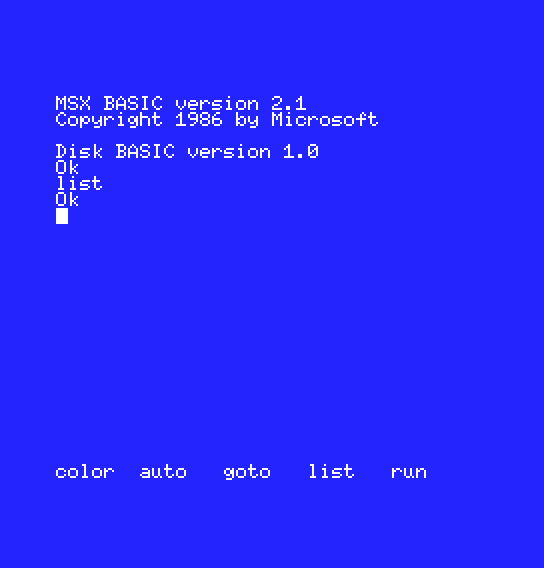 MSX BASIC version 2.1
Copyright 1986 by Microsoft
Disk BASIC version 1.0
Ok
list
Ok
color auto goto list run